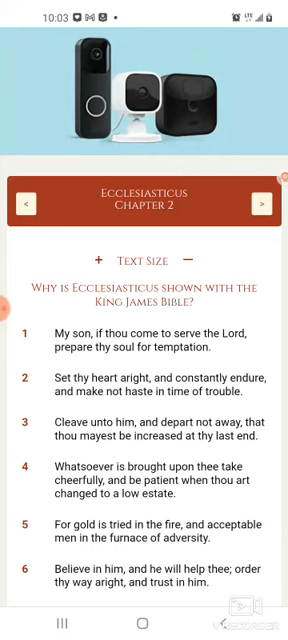 10:03
LTE
<
ECCLESIASTICUS
CHAPTER 2
>
+ TEXT SIZE −
WHY IS ECCLESIASTICUS SHOWN WITH THE
KING JAMES BIBLE?
1 My son, if thou come to serve the Lord,
prepare thy soul for temptation.
2 Set thy heart aright, and constantly endure,
and make not haste in time of trouble.
3 Cleave unto him, and depart not away, that
thou mayest be increased at thy last end.
4 Whatsoever is brought upon thee take
cheerfully, and be patient when thou art
changed to a low estate.
5 For gold is tried in the fire, and acceptable
men in the furnace of adversity.
6 Believe in him, and he will help thee; order
thy way aright, and trust in him.